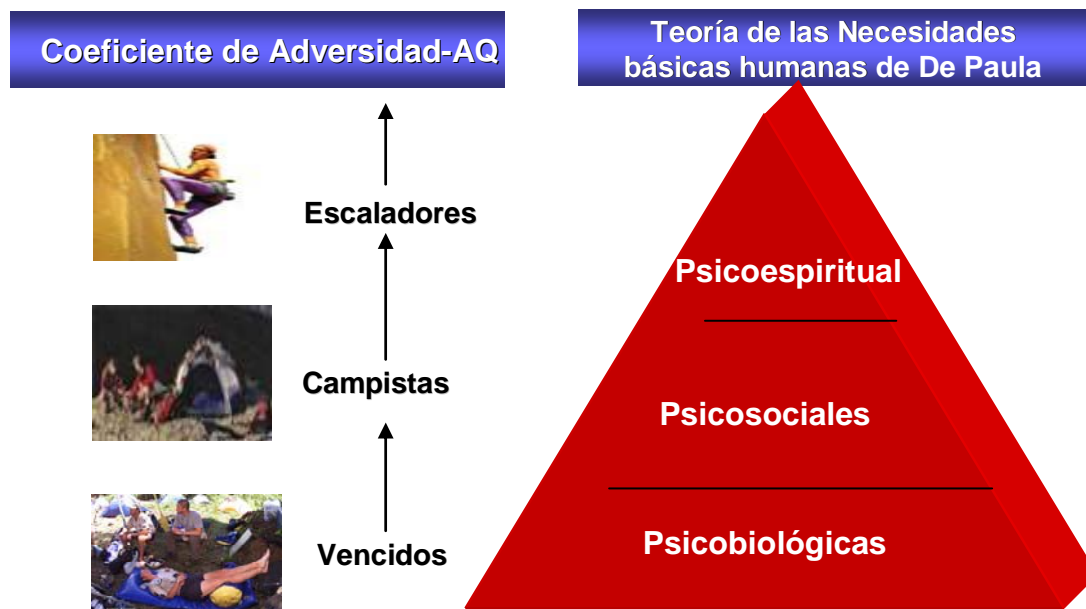 Coeficiente de Adversidad-AQ
Teoría de las Necesidades
básicas humanas de De Paula
Escaladores
Campistas
Vencidos
Psicoespiritual
Psicosociales
Psicobiológicas